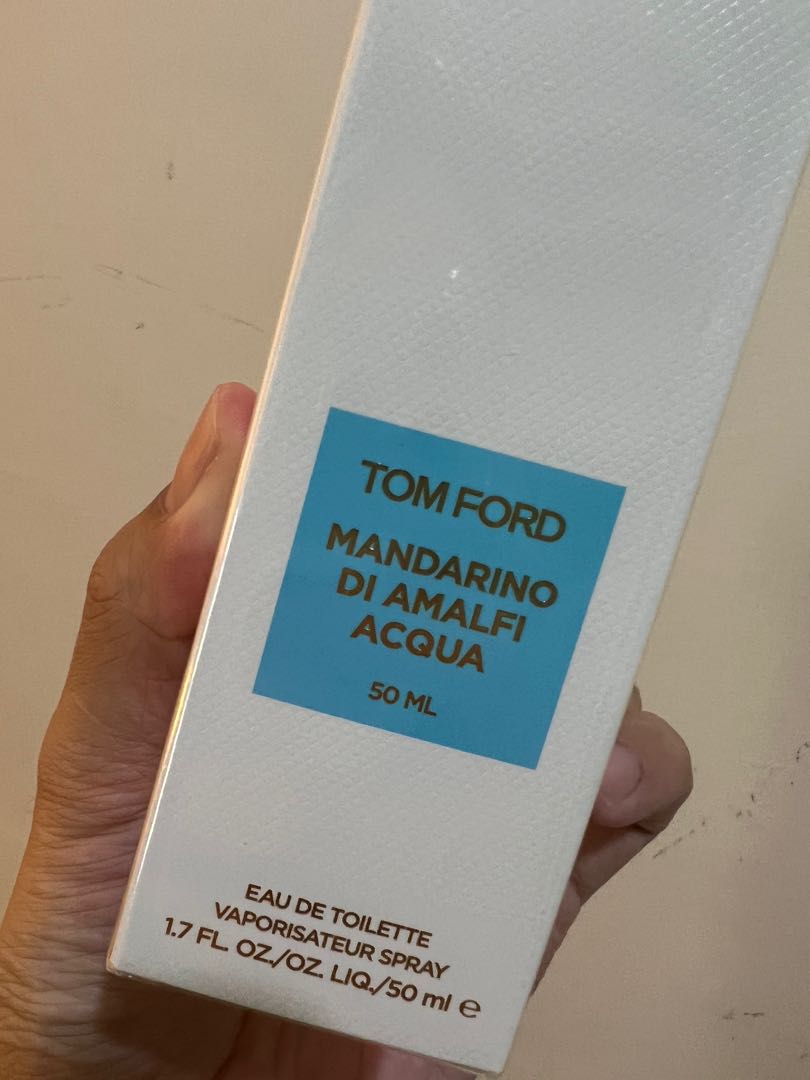 TOM FORD
MANDARINO
DI AMALFI
ACQUA
50 ML
EAU DE TOILETTE
VAPORISATEUR SPRAY
1.7 FL. OZ./OZ. LIQ./50 ml ℮